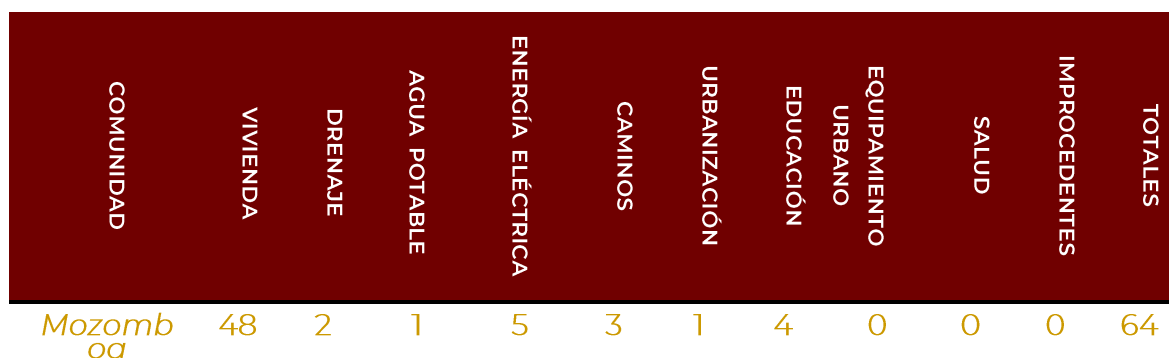 COMUNIDAD
VIVIENDA
DRENAJE
AGUA POTABLE
ENERGÍA ELÉCTRICA
CAMINOS
URBANIZACIÓN
EDUCACIÓN
EQUIPAMIENTO
URBANO
SALUD
IMPROCEDENTES
TOTALES
Mozomb 48 2 1 5 3 1 4 0 0 0 64
oa